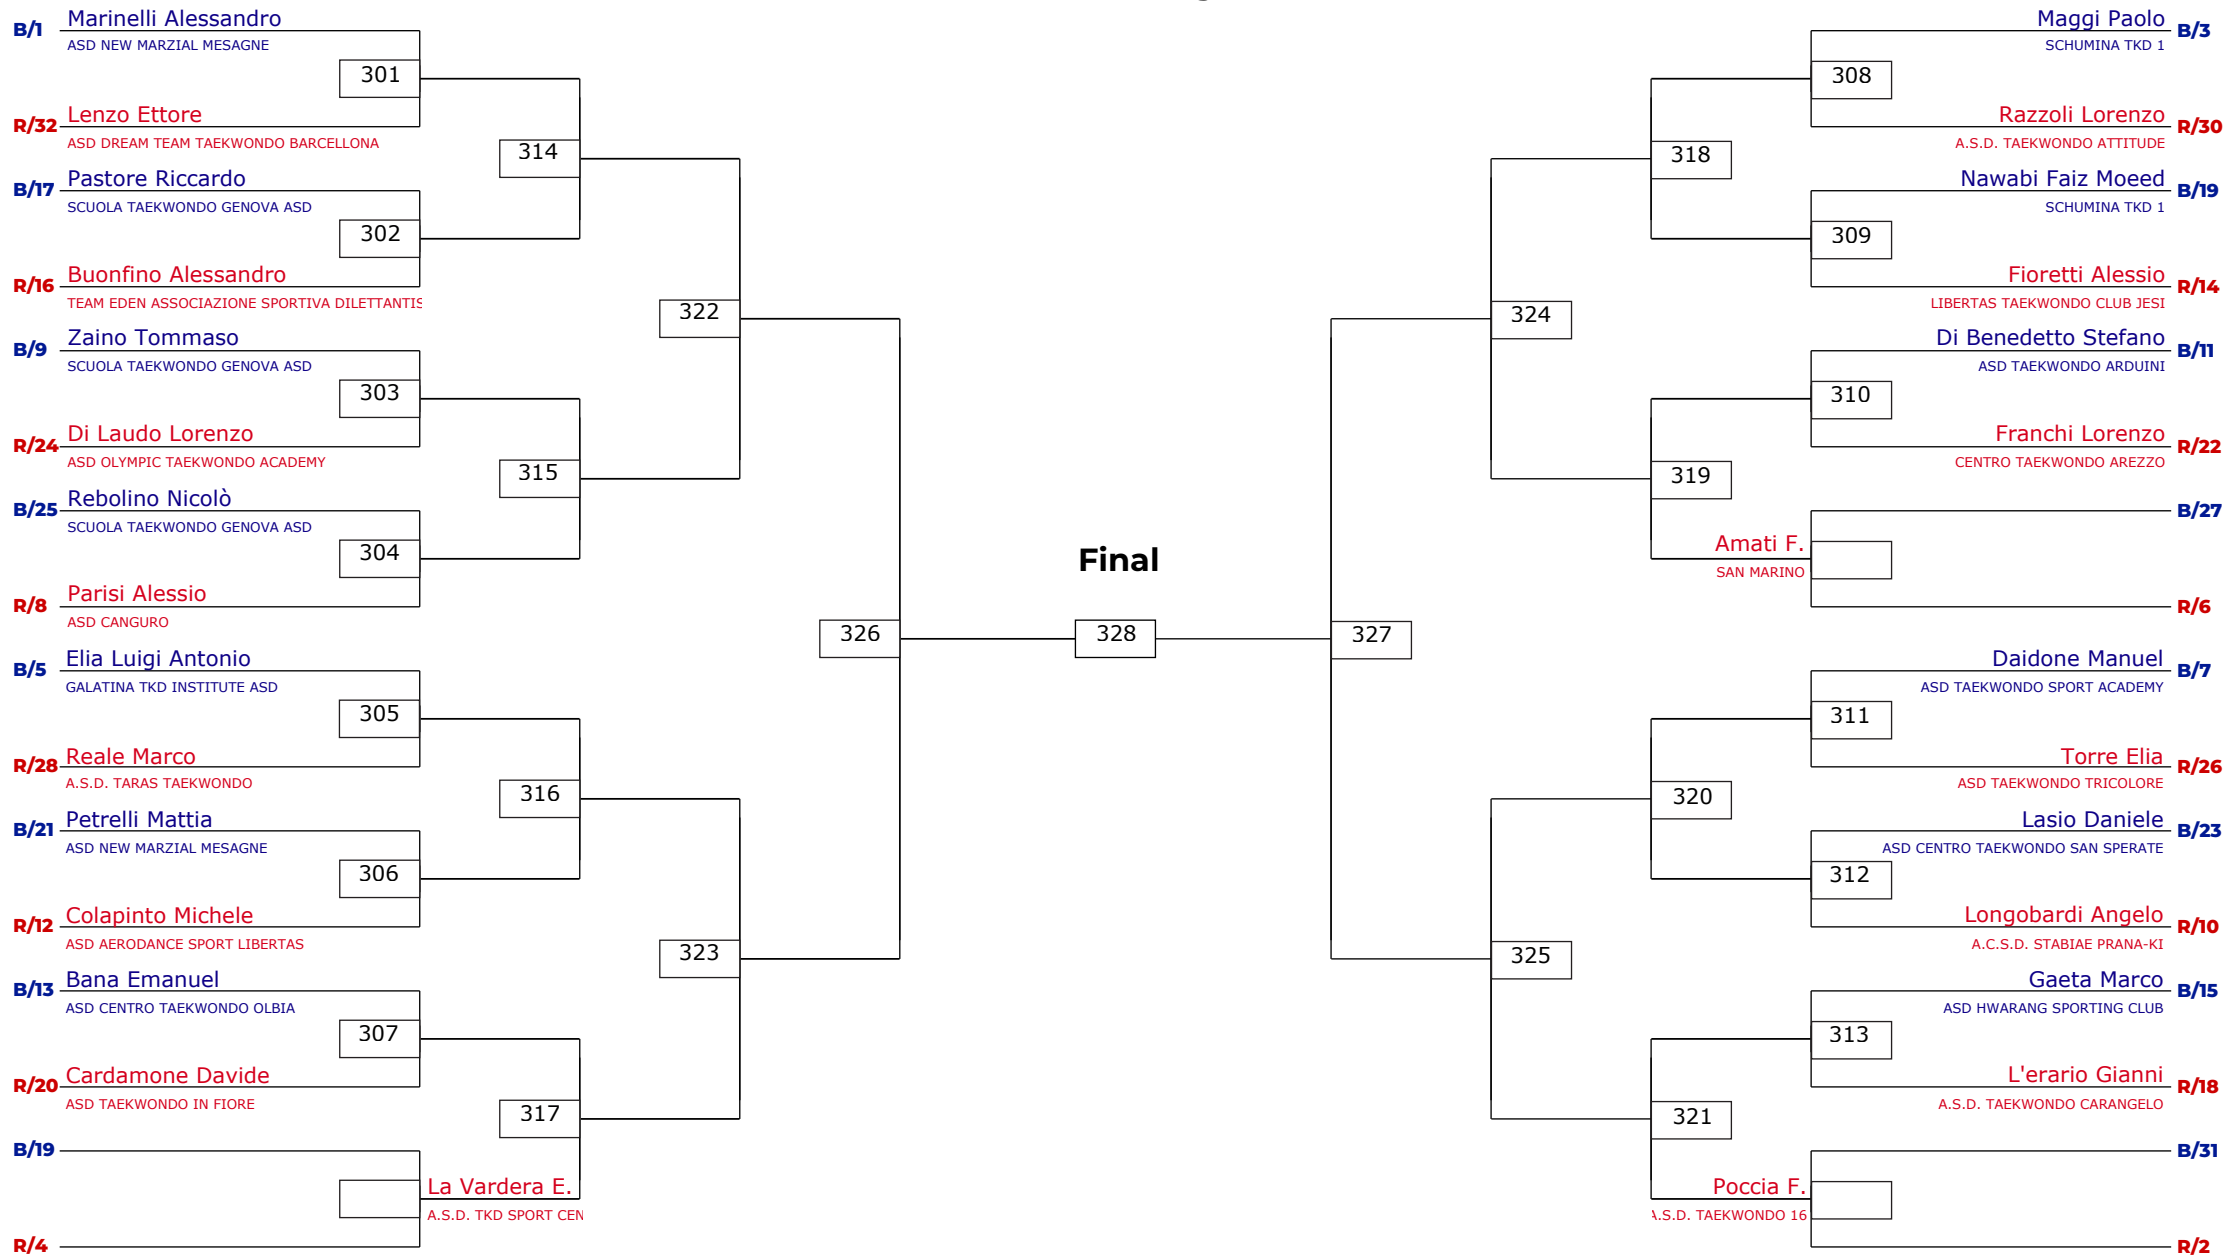 B/1
Marinelli Alessandro
ASD NEW MARZIAL MESAGNE
301
R/32
Lenzo Ettore
ASD DREAM TEAM TAEKWONDO BARCELLONA
314
B/17
Pastore Riccardo
SCUOLA TAEKWONDO GENOVA ASD
302
R/16
Buonfino Alessandro
TEAM EDEN ASSOCIAZIONE SPORTIVA DILETTANTIS
322
B/9
Zaino Tommaso
SCUOLA TAEKWONDO GENOVA ASD
303
R/24
Di Laudo Lorenzo
ASD OLYMPIC TAEKWONDO ACADEMY
315
B/25
Rebolino Nicolò
SCUOLA TAEKWONDO GENOVA ASD
304
R/8
Parisi Alessio
ASD CANGURO
326
B/5
Elia Luigi Antonio
GALATINA TKD INSTITUTE ASD
305
R/28
Reale Marco
A.S.D. TARAS TAEKWONDO
316
B/21
Petrelli Mattia
ASD NEW MARZIAL MESAGNE
306
R/12
Colapinto Michele
ASD AERODANCE SPORT LIBERTAS
323
B/13
Bana Emanuel
ASD CENTRO TAEKWONDO OLBIA
307
R/20
Cardamone Davide
ASD TAEKWONDO IN FIORE
317
B/19
La Vardera E.
A.S.D. TKD SPORT CEN
R/4
Final
328
Maggi Paolo
B/3
SCHUMINA TKD 1
308
Razzoli Lorenzo
R/30
A.S.D. TAEKWONDO ATTITUDE
318
Nawabi Faiz Moeed
B/19
SCHUMINA TKD 1
309
Fioretti Alessio
R/14
LIBERTAS TAEKWONDO CLUB JESI
324
Di Benedetto Stefano
B/11
ASD TAEKWONDO ARDUINI
310
Franchi Lorenzo
R/22
CENTRO TAEKWONDO AREZZO
319
B/27
Amati F.
SAN MARINO
R/6
327
Daidone Manuel
B/7
ASD TAEKWONDO SPORT ACADEMY
311
Torre Elia
R/26
ASD TAEKWONDO TRICOLORE
320
Lasio Daniele
B/23
ASD CENTRO TAEKWONDO SAN SPERATE
312
Longobardi Angelo
R/10
A.C.S.D. STABIAE PRANA-KI
325
Gaeta Marco
B/15
ASD HWARANG SPORTING CLUB
313
L'erario Gianni
R/18
A.S.D. TAEKWONDO CARANGELO
321
B/31
Poccia F.
A.S.D. TAEKWONDO 16
R/2